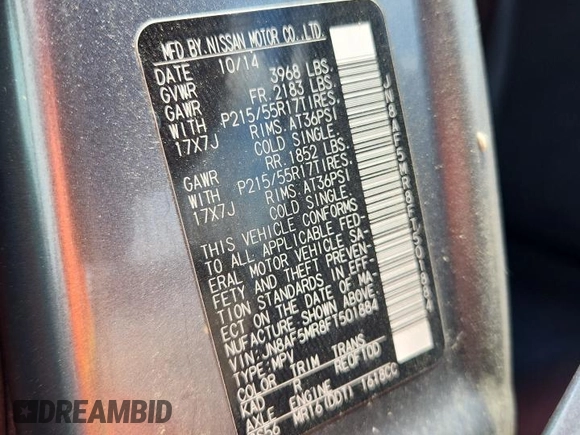 MFD BY NISSAN MOTOR CO.,LTD.
DATE 10/14
GVWR 3968 LBS.
GAWR FR. 2183 LBS.
WITH P215/55R17TIRES.
17X7J RIMS. AT36PSI
COLD SINGLE.
GAWR RR. 1852 LBS.
WITH P215/55R17TIRES.
17X7J RIMS. AT36PSI
COLD SINGLE.
THIS VEHICLE CONFORMS
TO ALL APPLICABLE FED-
ERAL MOTOR VEHICLE SA-
FETY AND THEFT PREVEN-
TION STANDARDS IN EFF-
ECT ON THE DATE OF MA-
NUFACTURE SHOWN ABOVE.
VIN: JN8AF5MR8FT501884
TYPE: MPV
COLOR TRIM TRANS
KAD R RE0F10D
AXLE ENGINE
MR16(DDT) 1618CC
DREAMBID